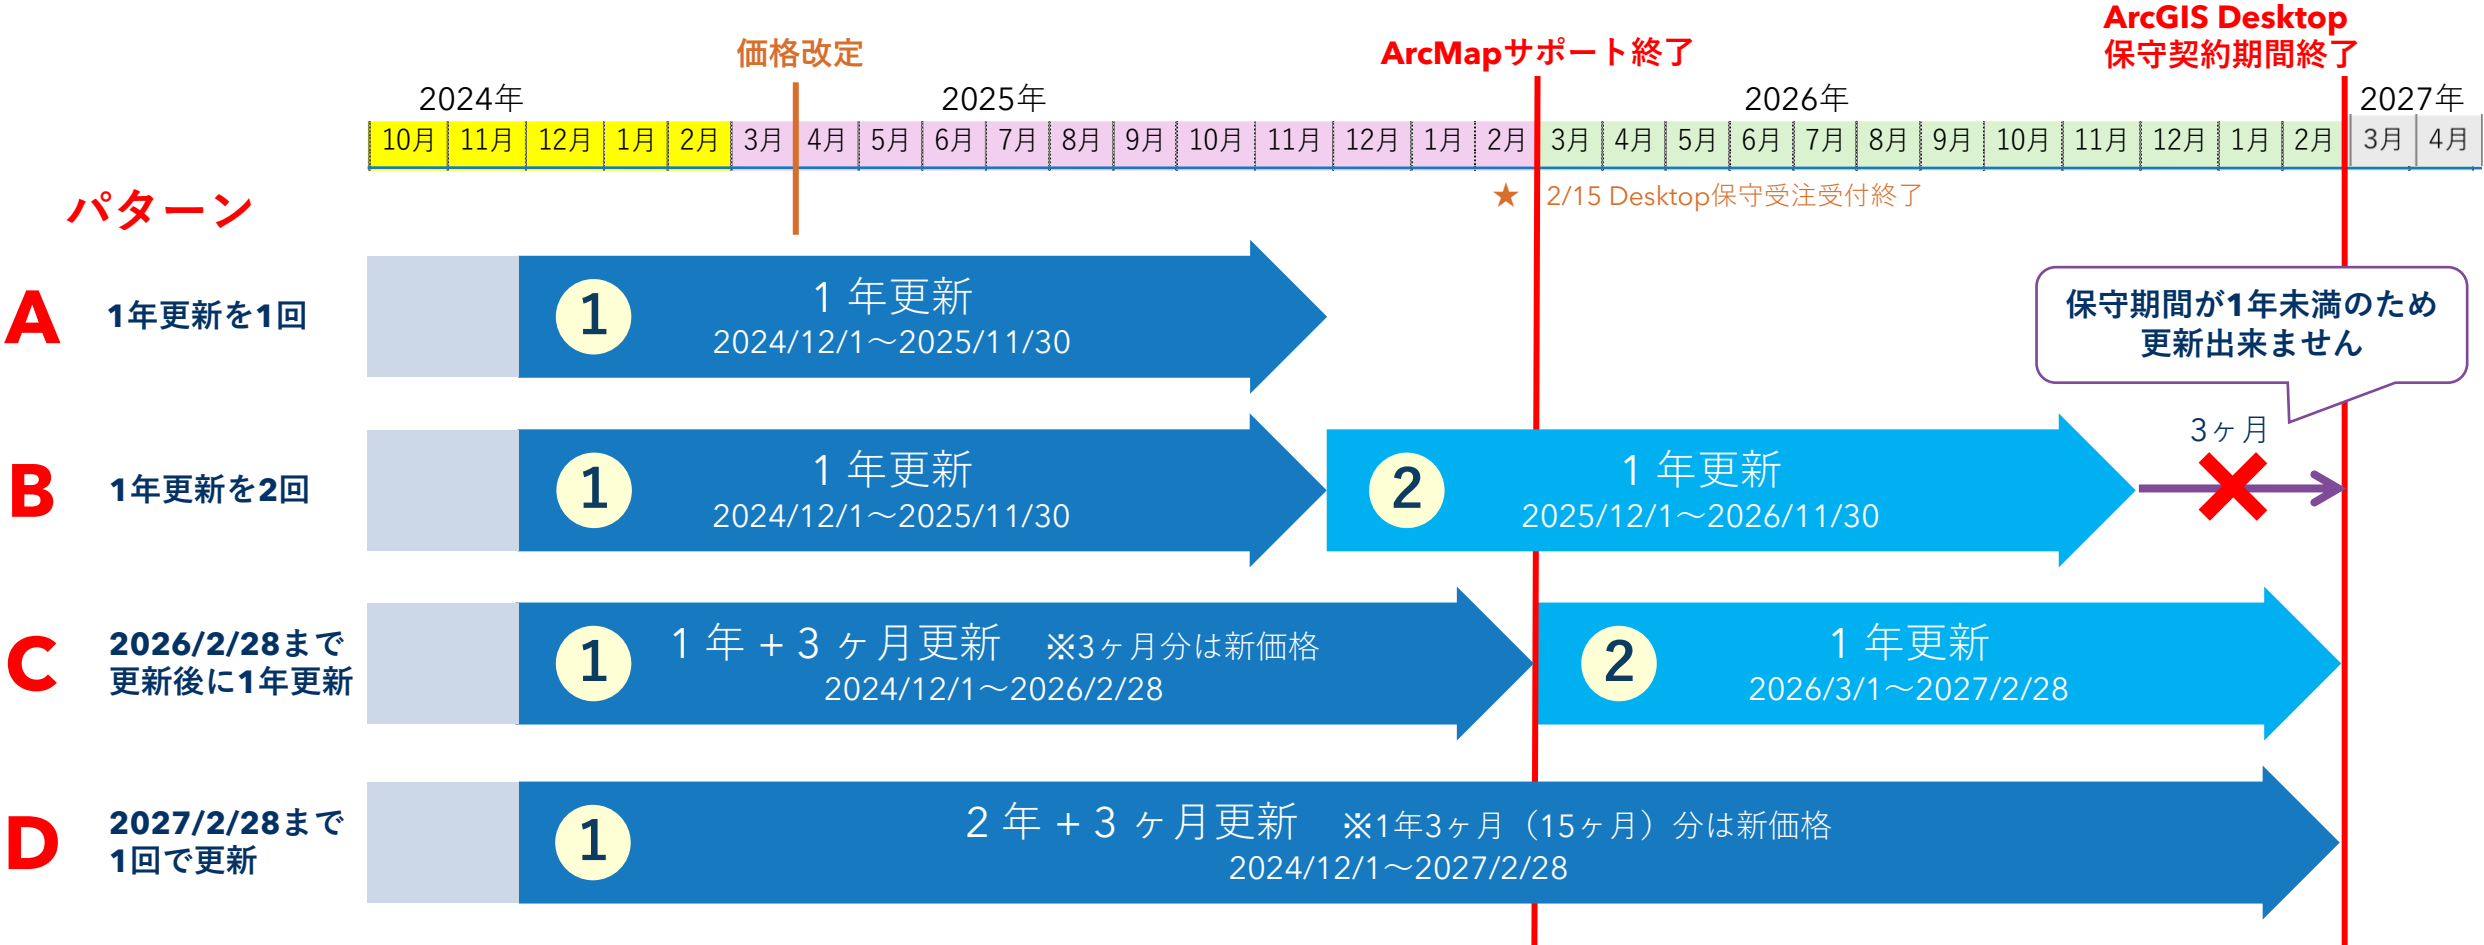 ArcGIS Desktop
保守契約期間終了
価格改定
ArcMapサポート終了
2024年
2025年
2026年
2027年
10月 11月 12月 1月 2月 3月 4月 5月 6月 7月 8月 9月 10月 11月 12月 1月 2月 3月 4月 5月 6月 7月 8月 9月 10月 11月 12月 1月 2月 3月 4月
★ 2/15 Desktop保守受注受付終了
パターン
A
1年更新を1回
1
1 年更新
2024/12/1～2025/11/30
保守期間が1年未満のため
更新出来ません
B
1年更新を2回
1
1 年更新
2024/12/1～2025/11/30
2
1 年更新
2025/12/1～2026/11/30
3ヶ月
C
2026/2/28まで
更新後に1年更新
1
1 年 + 3 ヶ月更新 ※3ヶ月分は新価格
2024/12/1～2026/2/28
2
1 年更新
2026/3/1～2027/2/28
D
2027/2/28まで
1回で更新
1
2 年 + 3 ヶ月更新 ※1年3ヶ月（15ヶ月）分は新価格
2024/12/1～2027/2/28